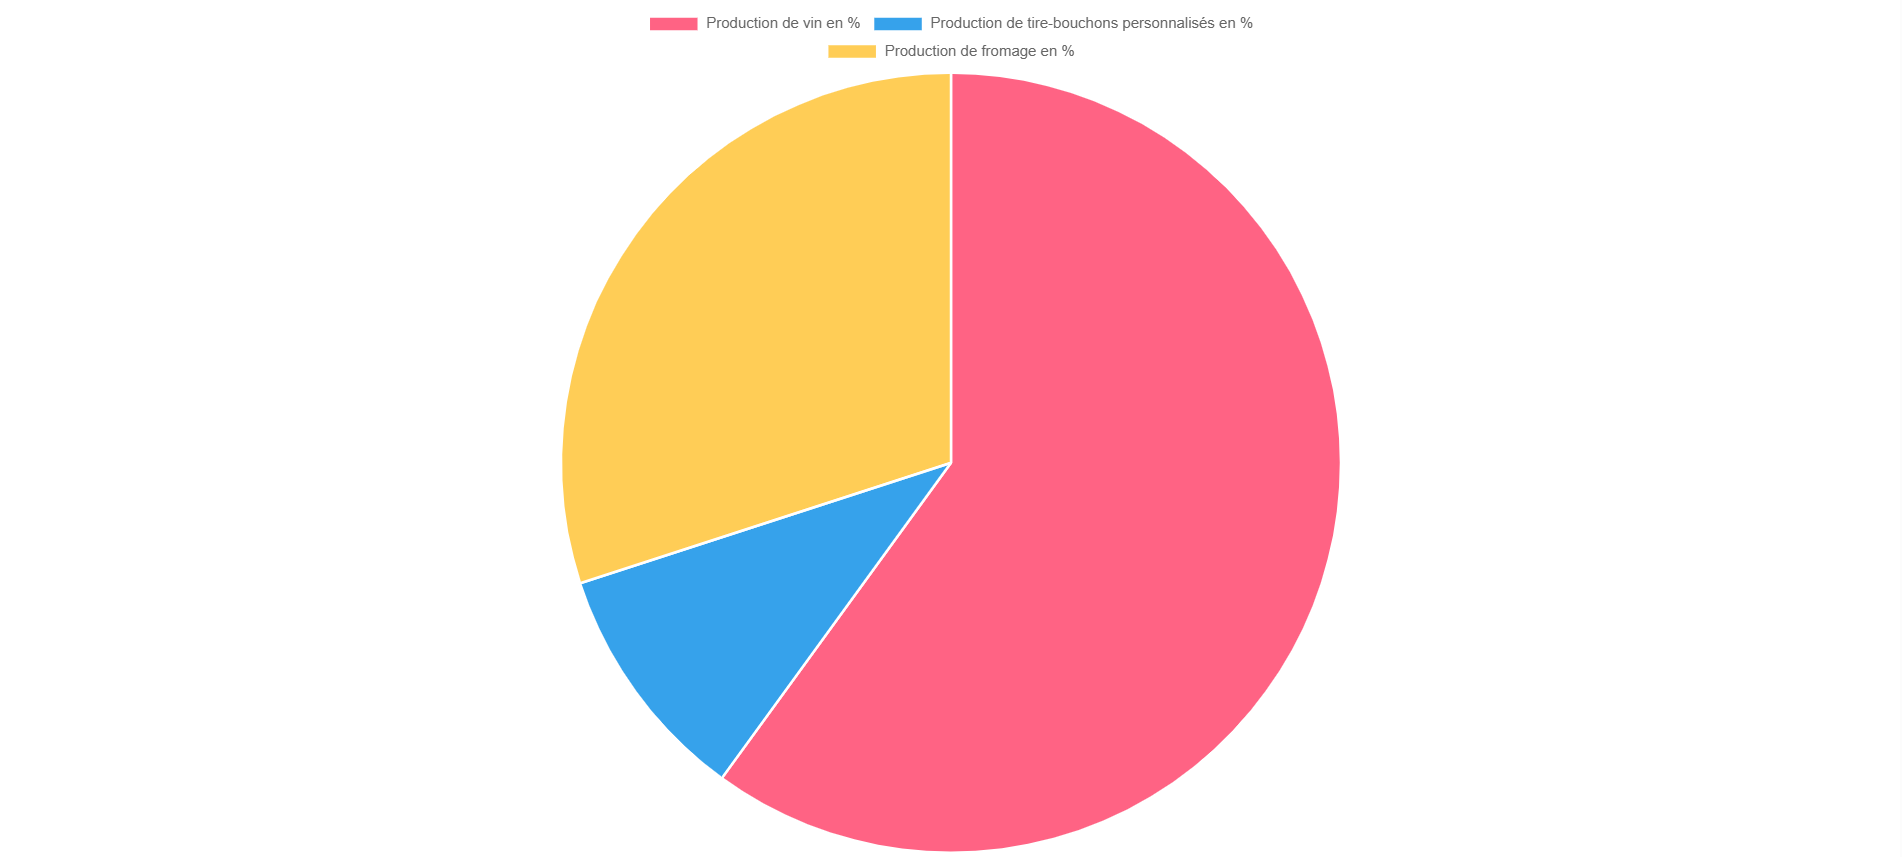 Production de vin en % Production de tire-bouchons personnalisés en %
Production de fromage en %